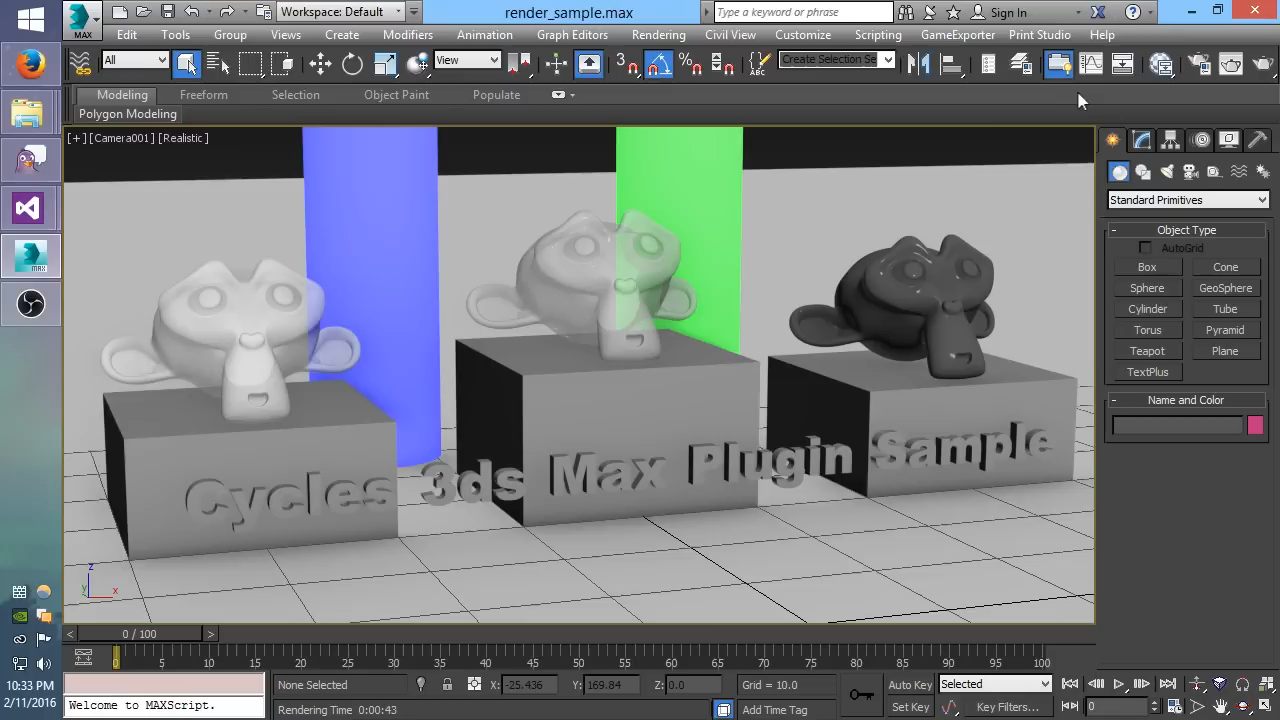 MAX
Workspace: Default
render_sample.max
Type a keyword or phrase
Sign In
Edit Tools Group Views Create Modifiers Animation Graph Editors Rendering Civil View Customize Scripting GameExporter Print Studio Help
All
View
3
Create Selection Se
Modeling Freeform Selection Object Paint Populate
Polygon Modeling
[+] [Camera001] [Realistic]
Cycles 3ds Max Plugin Sample
z
y
x
Standard Primitives
- Object Type
AutoGrid
Box Cone
Sphere GeoSphere
Cylinder Tube
Torus Pyramid
Teapot Plane
TextPlus
- Name and Color
< 0 / 100 >
0 5 10 15 20 25 30 35 40 45 50 55 60 65 70 75 80 85 90 95 100
None Selected
X: -25.436 Y: 169.84 Z: 0.0
Grid = 10.0
Auto Key Selected
Welcome to MAXScript.
Rendering Time 0:00:43
Add Time Tag
Set Key Key Filters...
0
MAX
10:33 PM
2/11/2016